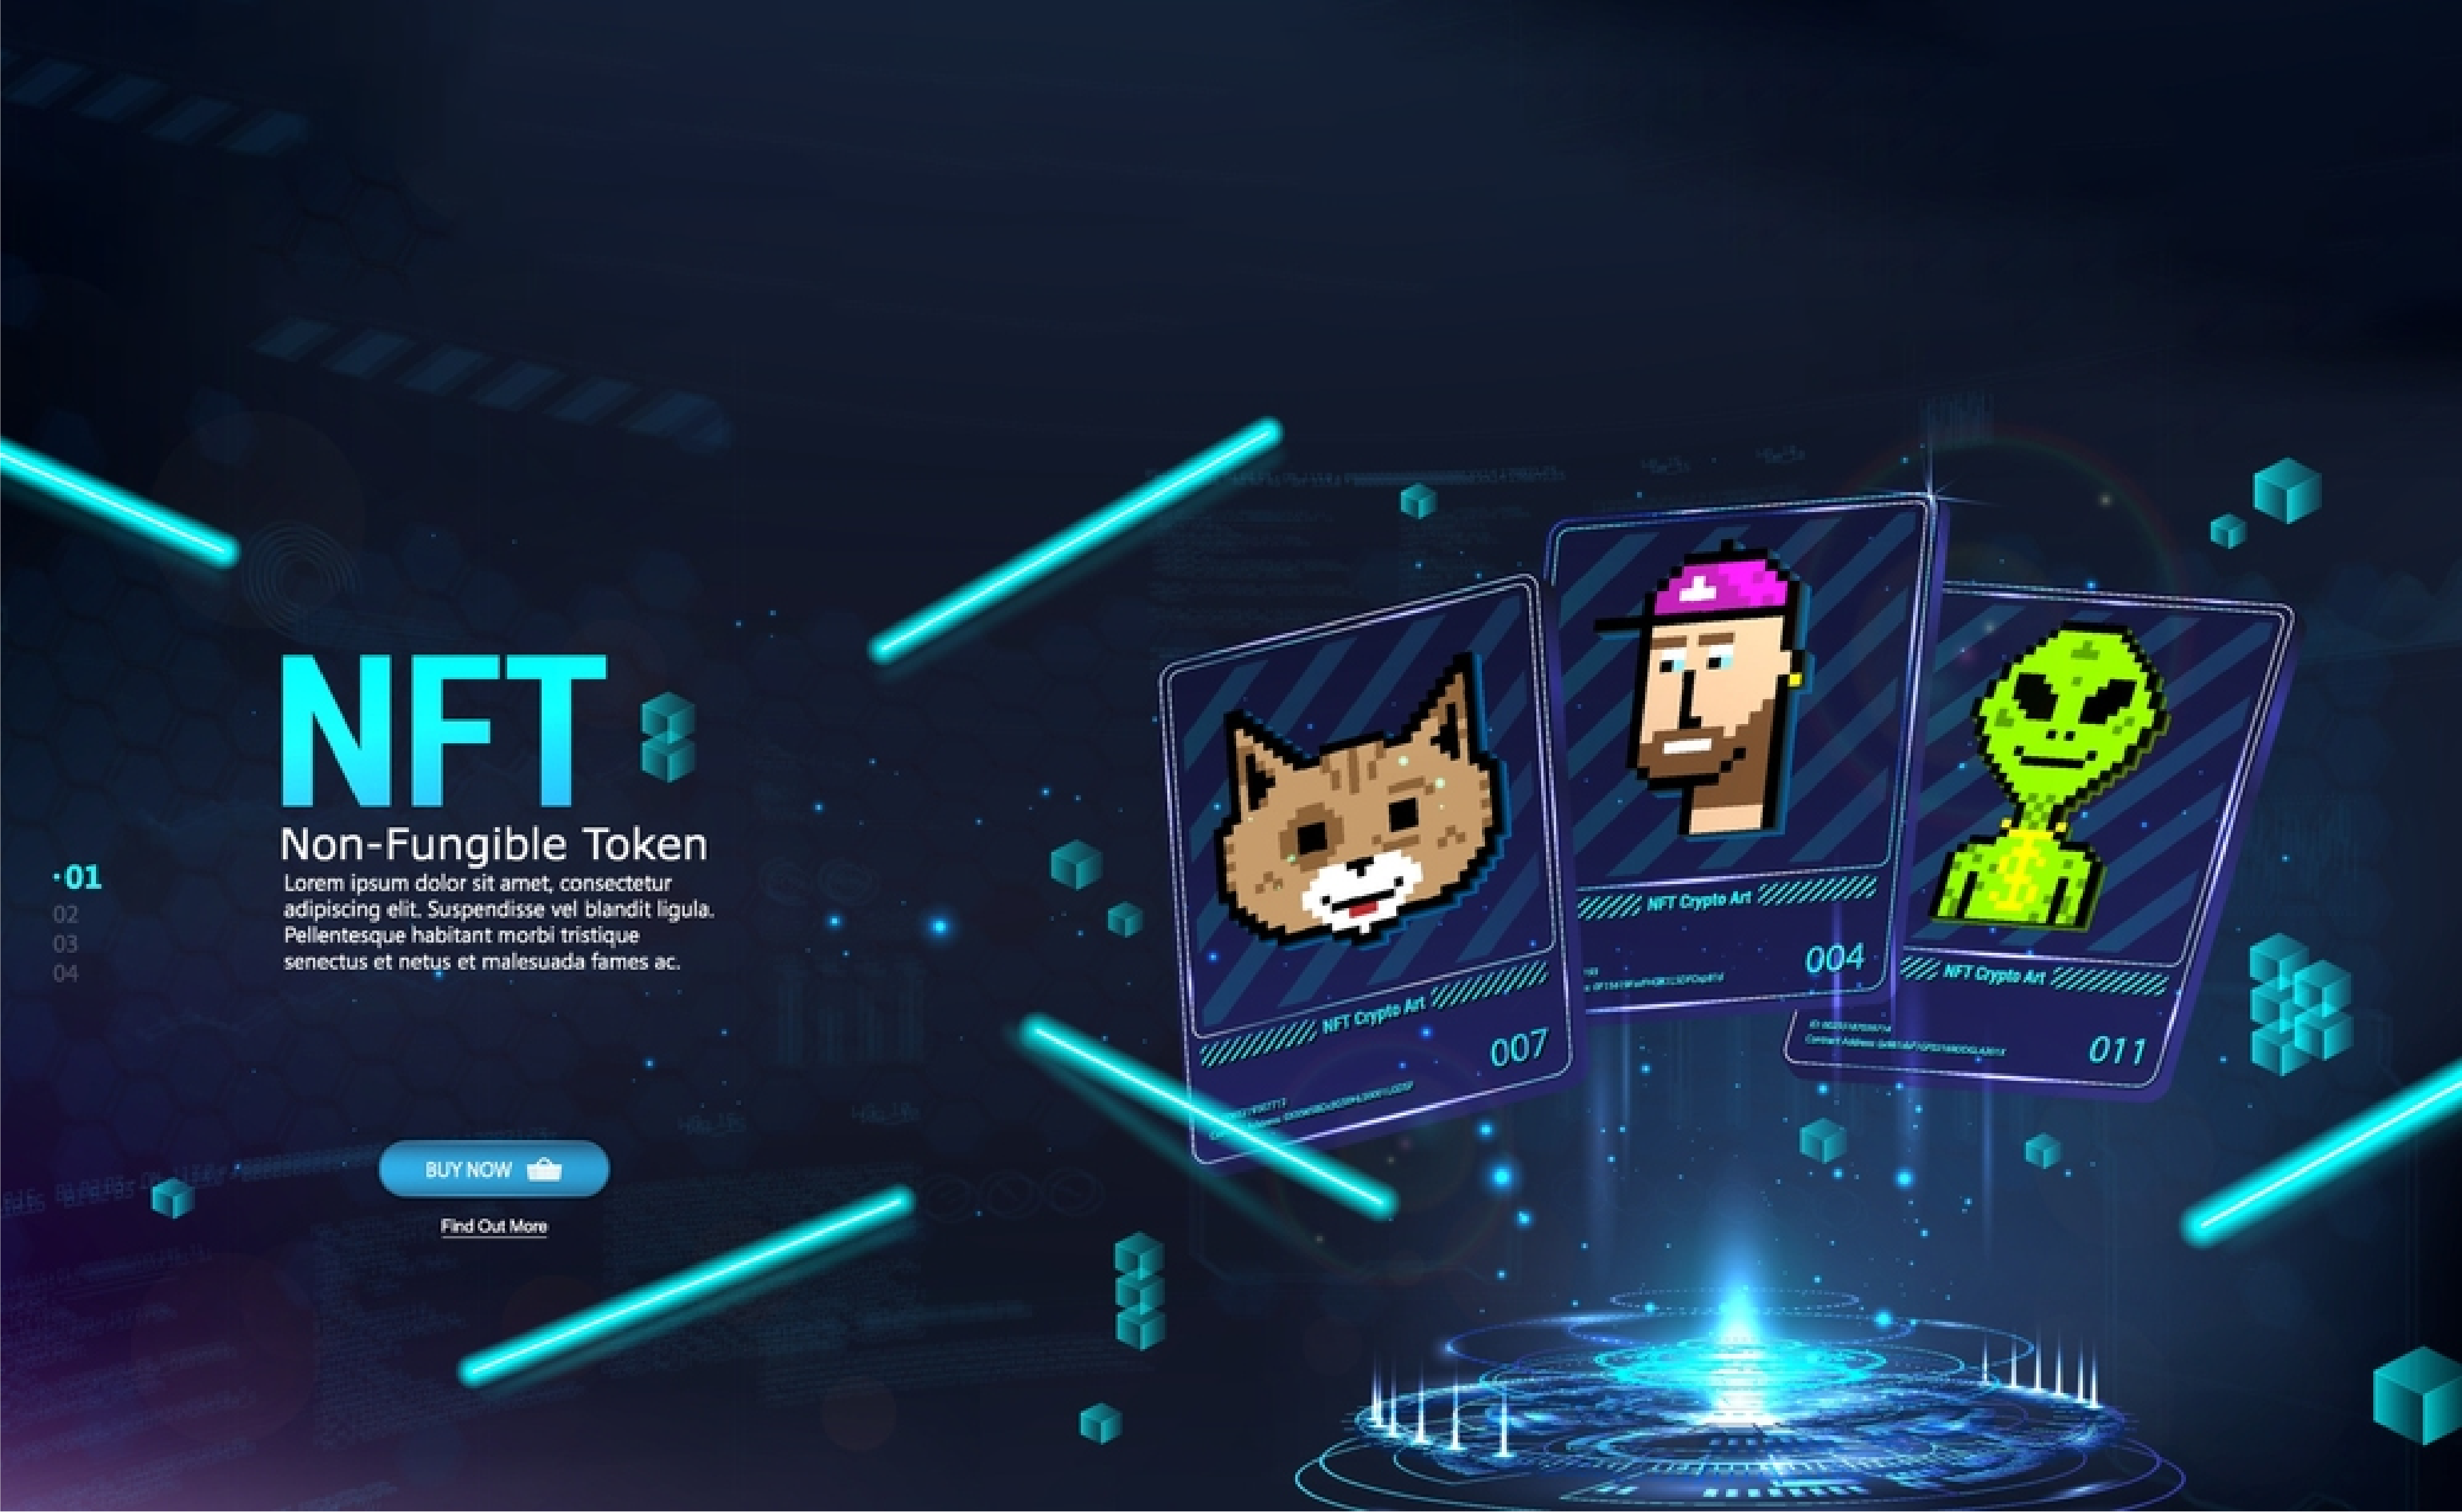 NFT
Non-Fungible Token
Lorem ipsum dolor sit amet, consectetur
adipiscing elit. Suspendisse vel blandit ligula.
Pellentesque habitant morbi tristique
senectus et netus et malesuada fames ac.
·01
02
03
04
BUY NOW
Find Out More
NFT Crypto Art
007
NFT Crypto Art
004
NFT Crypto Art
Contract Address
011